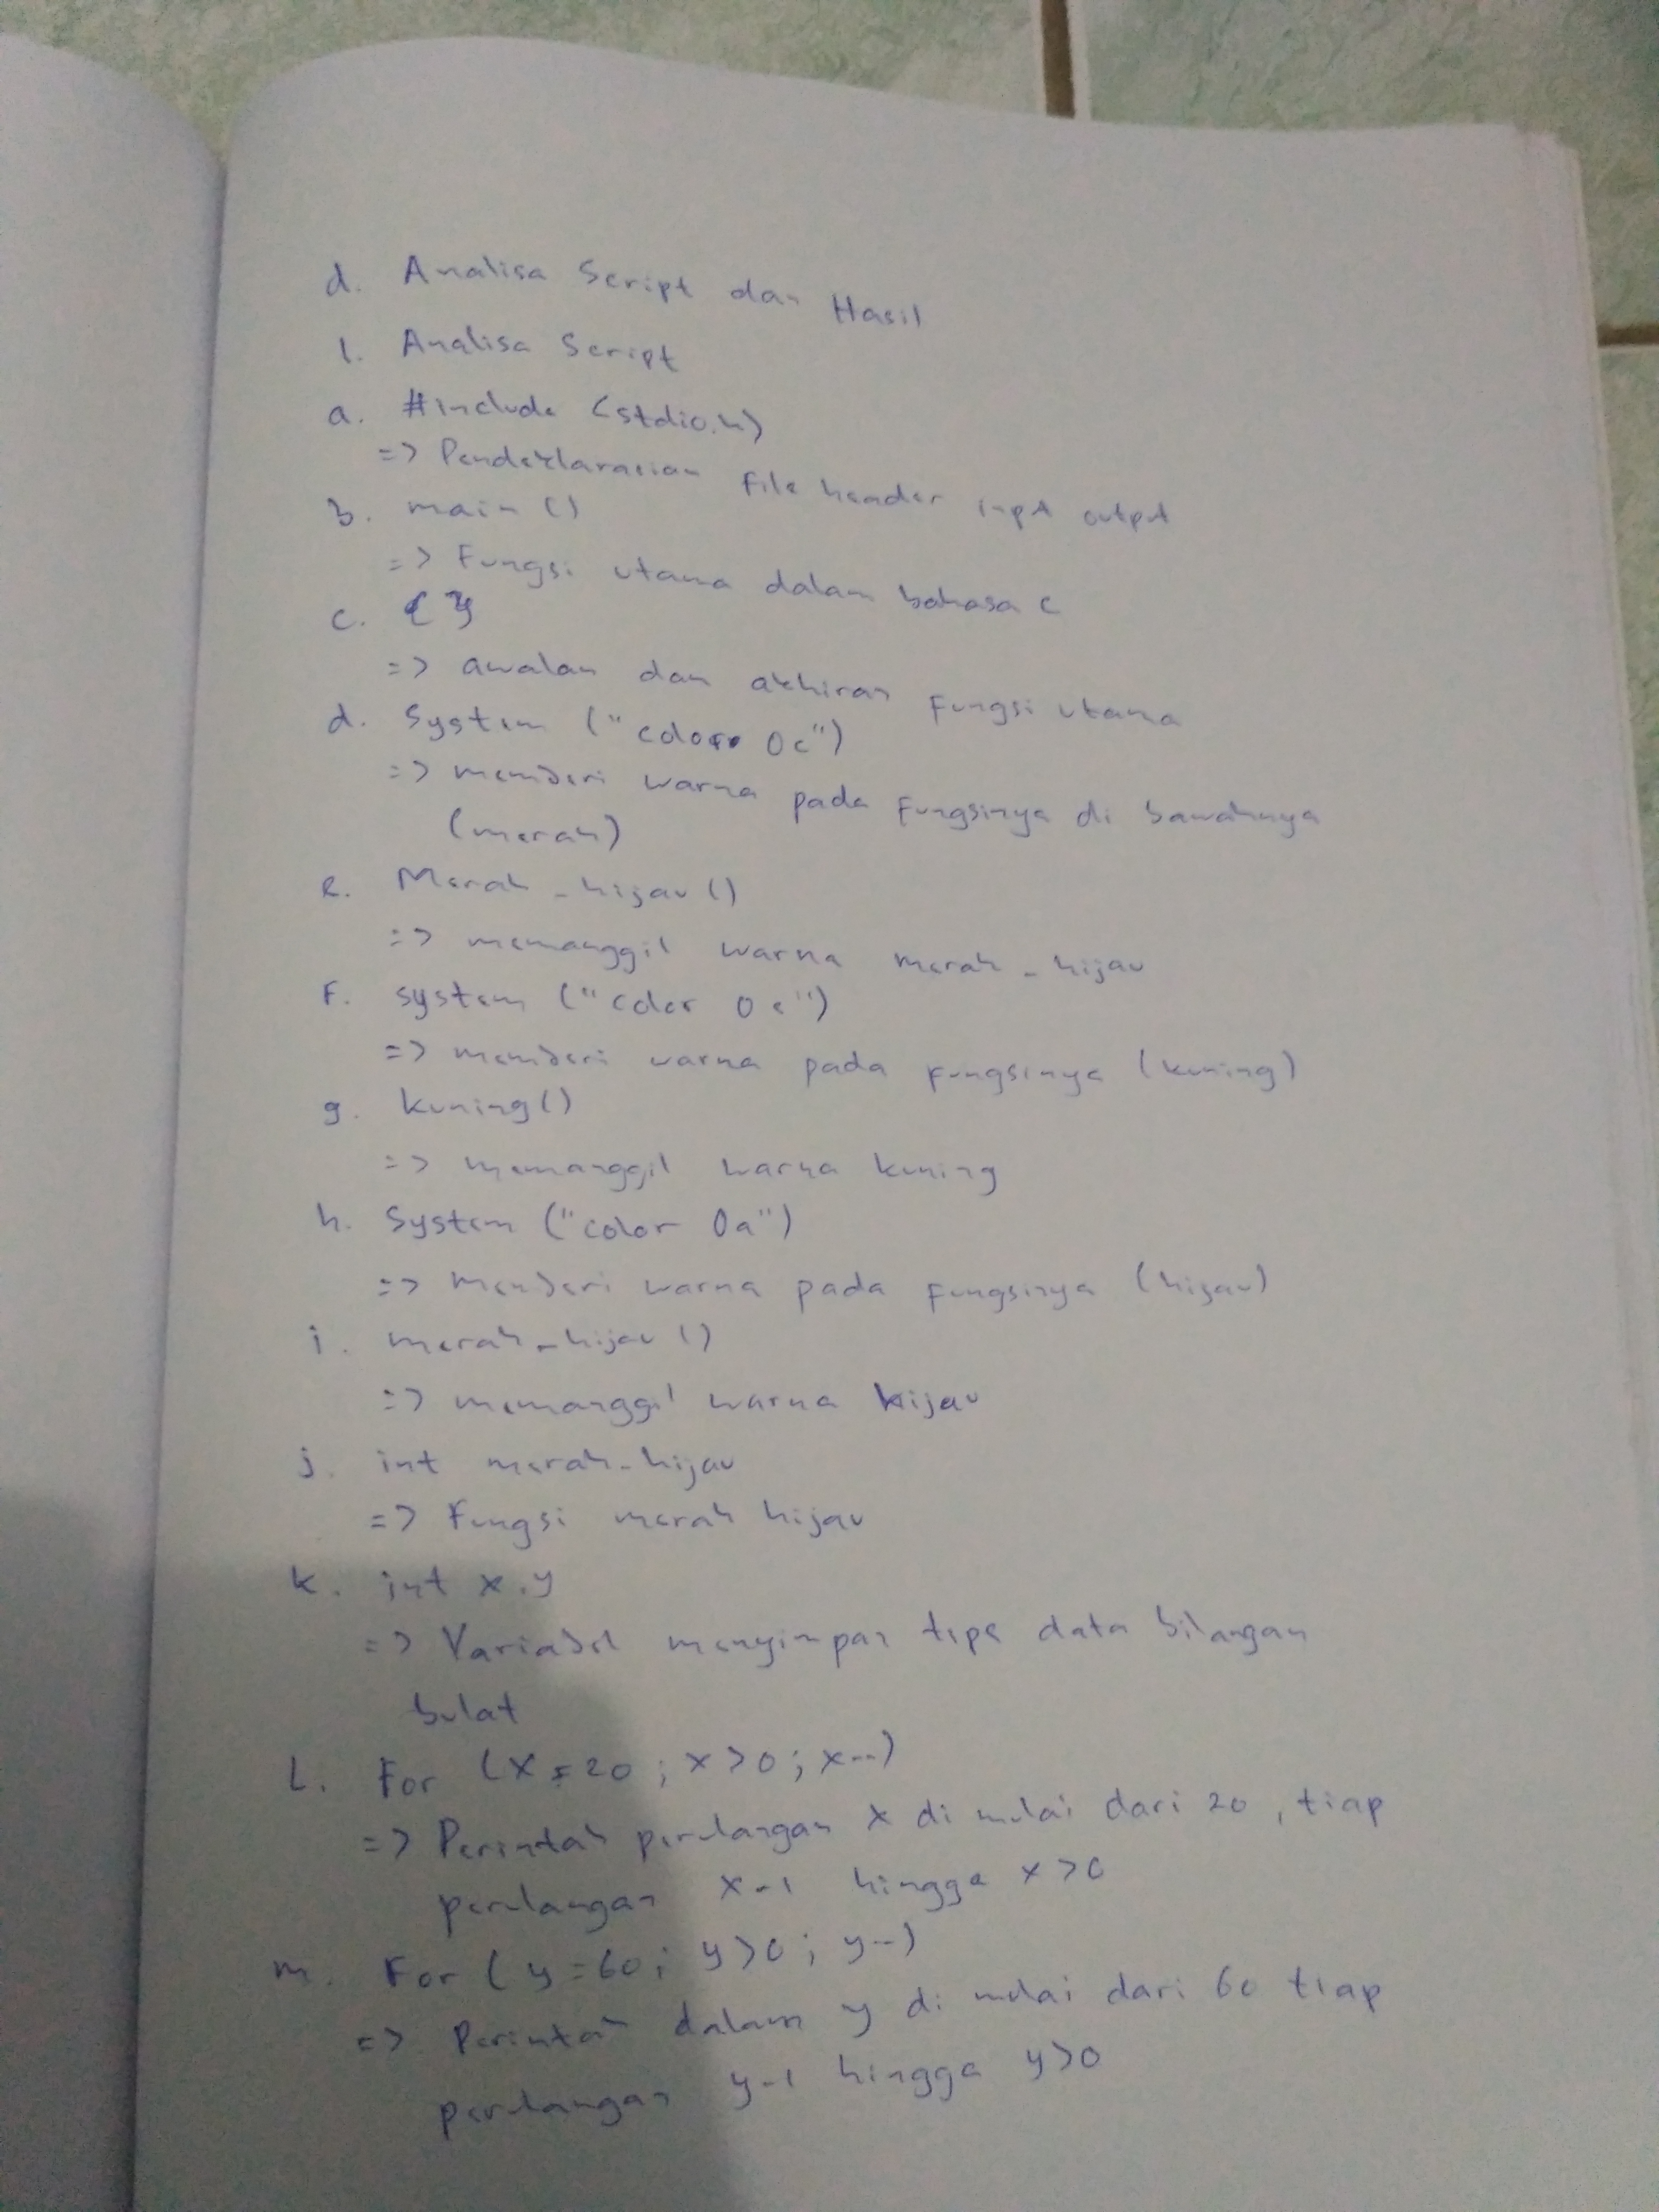 d. Analisa Script dan Hasil
1. Analisa Script
a. #include <stdio.h>
=> Pendeklarasian file header input output
b. main ()
=> Fungsi utama dalam bahasa c
c. { }
=> awalan dan akhiran fungsi utama
d. System ("color 0c")
=> memberi warna pada fungsinya di bawahnya
(merah)
e. Merah_hijau ()
=> memanggil warna merah_hijau
f. system ("color 0e")
=> memberi warna pada fungsinya (kuning)
g. kuning()
=> memanggil warna kuning
h. System ("color 0a")
=> memberi warna pada fungsinya (hijau)
i. merah_hijau ()
=> memanggil warna hijau
j. int merah_hijau
=> Fungsi merah hijau
k. int x,y
=> Variabel menyimpan tipe data bilangan
bulat
l. For (x=20; x>0; x--)
=> Perintah perulangan x di mulai dari 20, tiap
perulangan x-1 hingga x>0
m. For (y=60; y>0; y--)
=> Perintah dalam y di mulai dari 60 tiap
perulangan y-1 hingga y>0